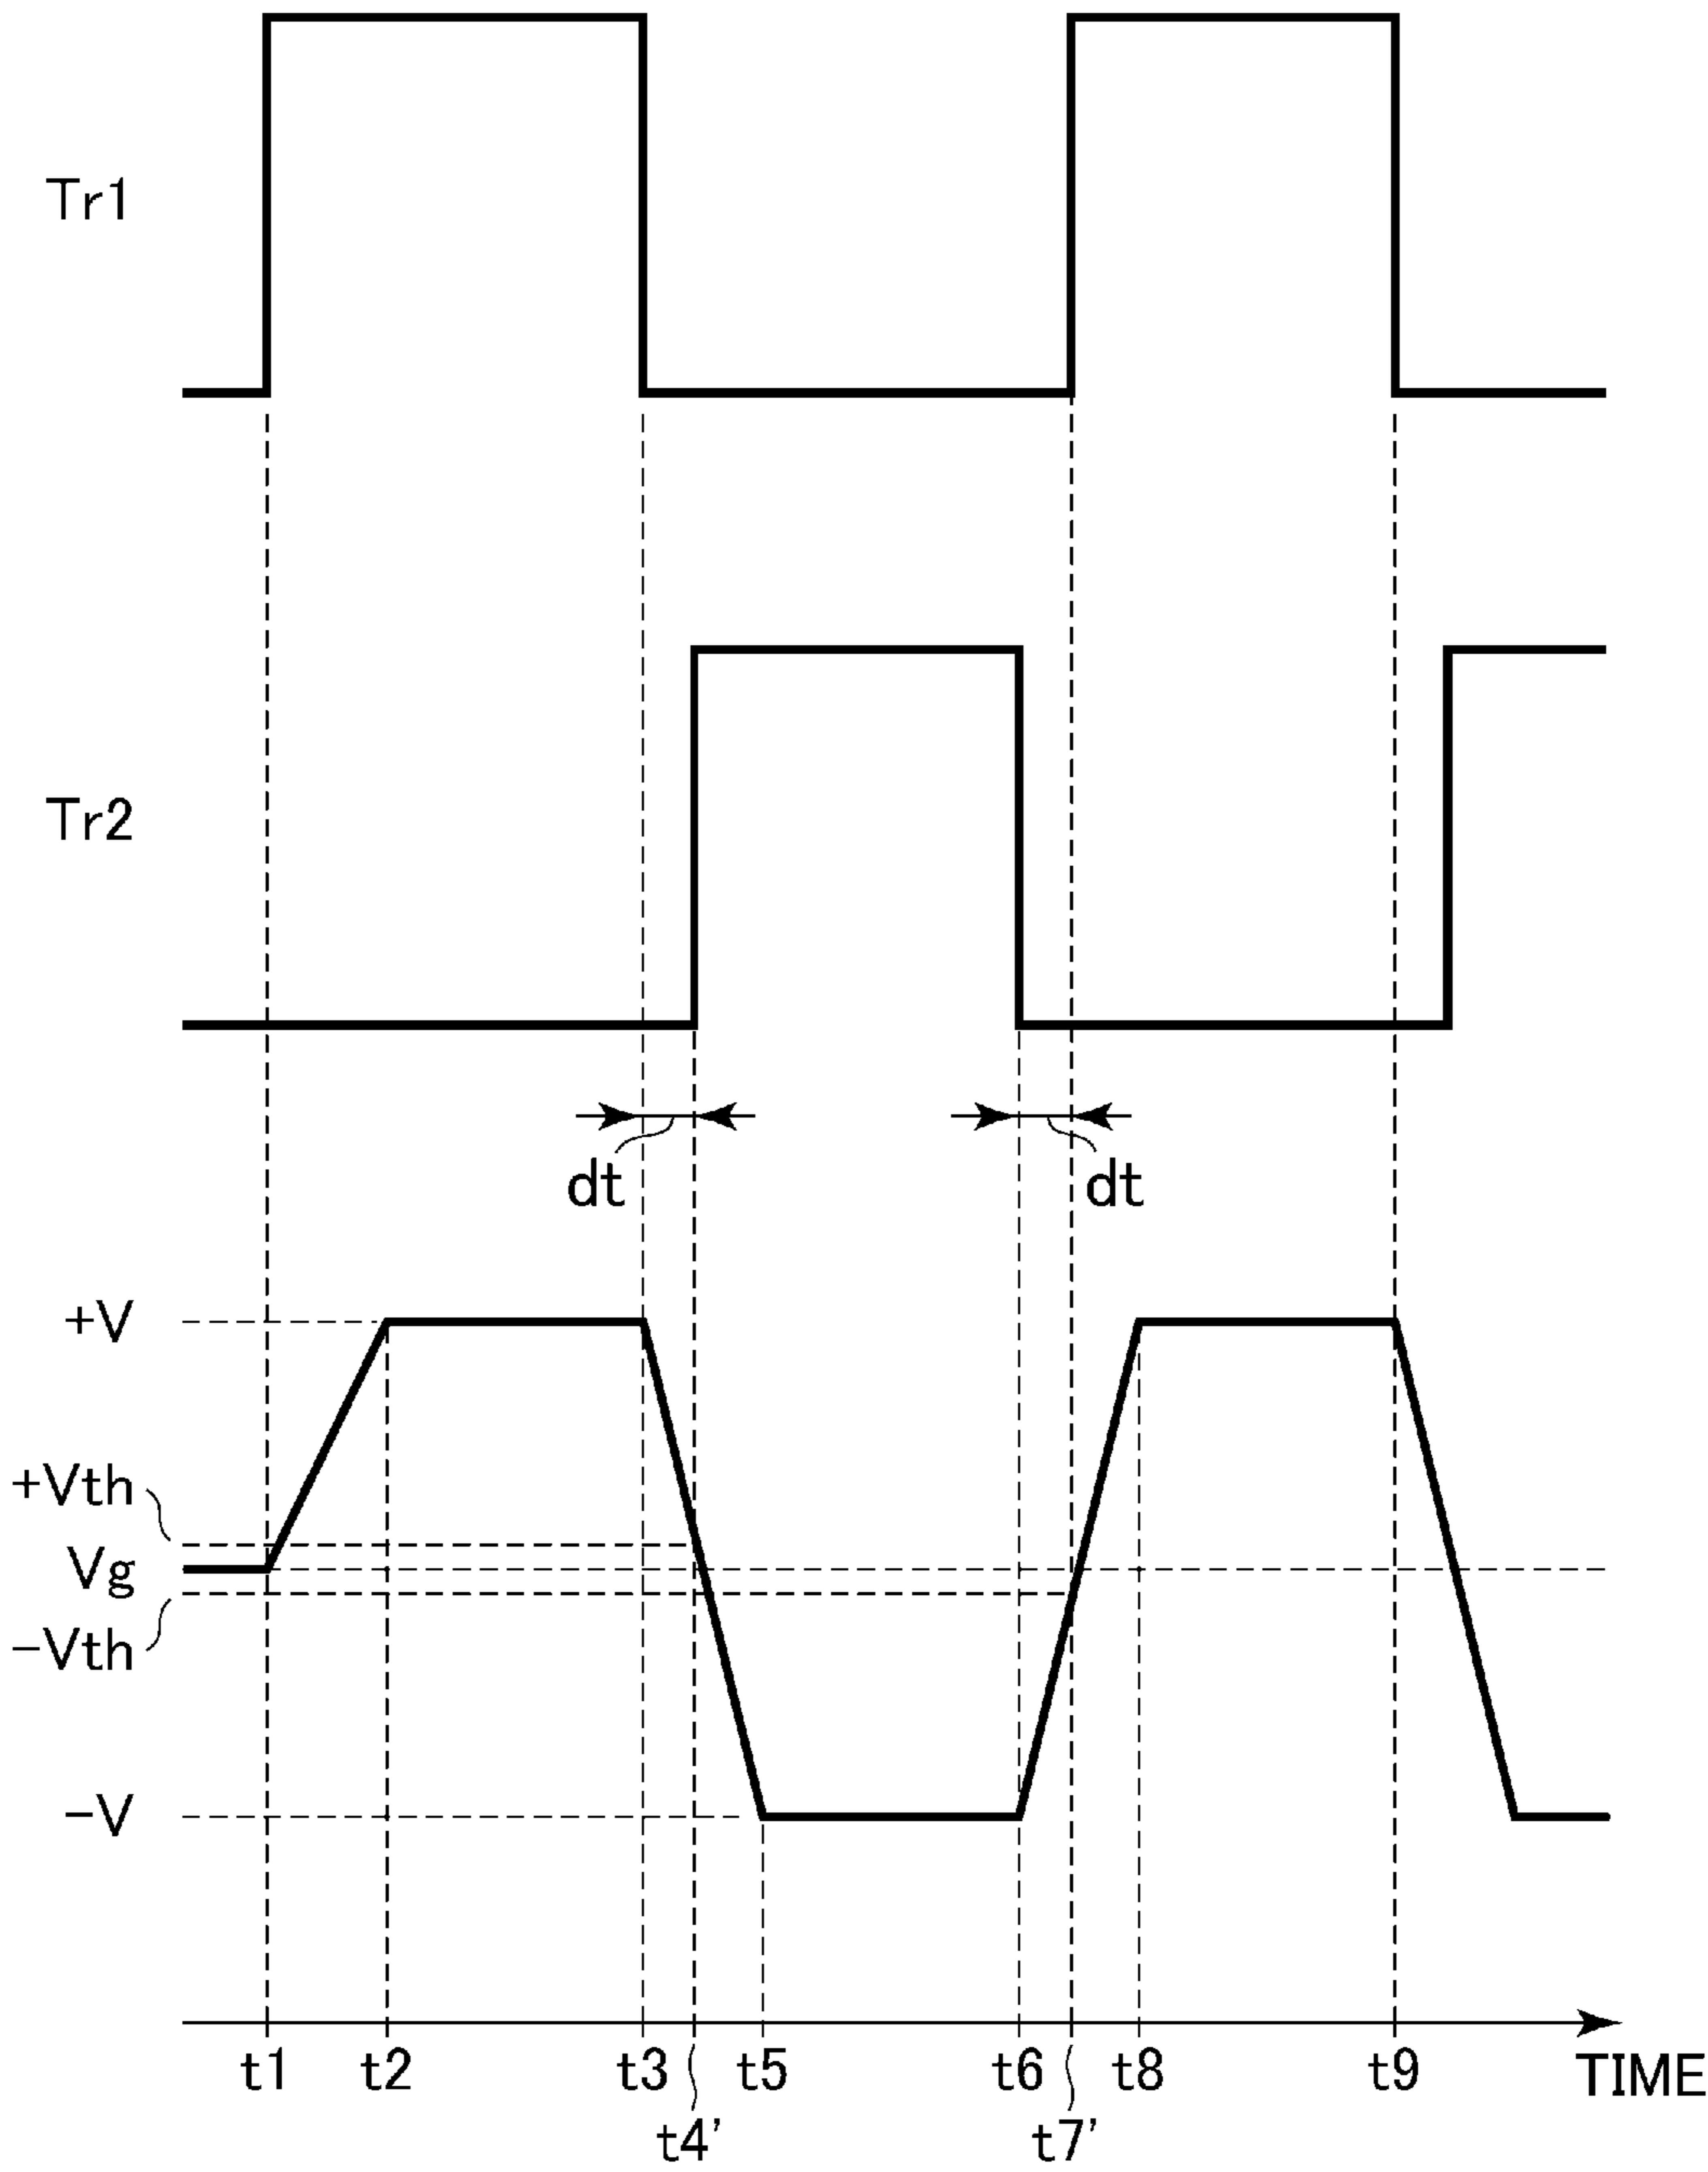 Tr1
Tr2
dt dt
+V
+Vth
Vg
−Vth
−V
t1 t2 t3 t5 t6 t8 t9 TIME
t4' t7'